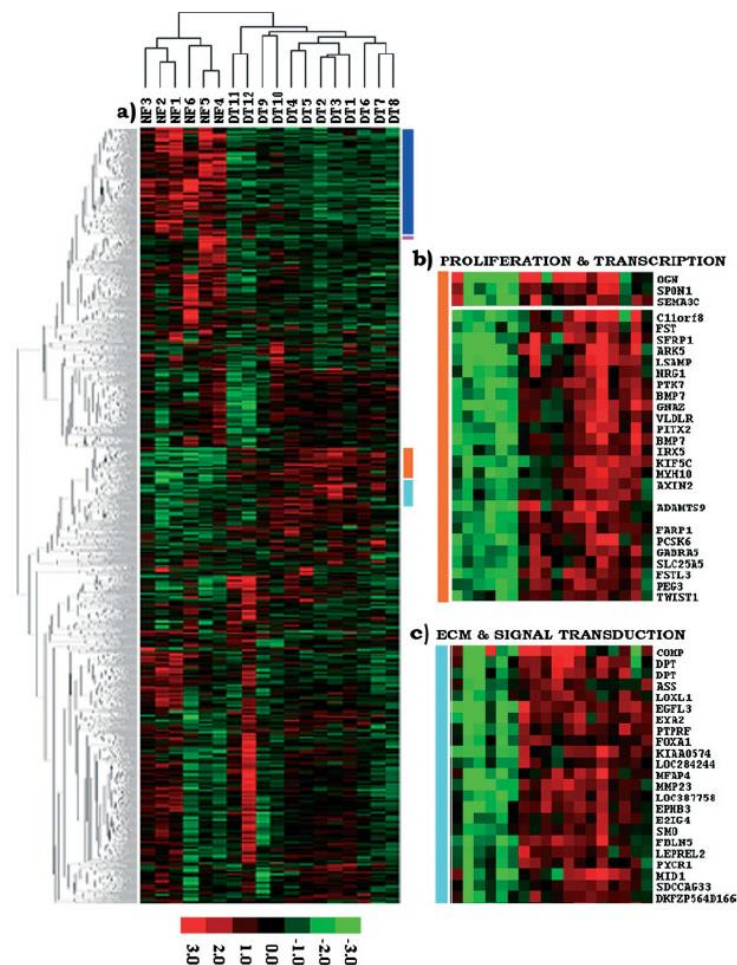 a)
NF3 NF2 NF1 NF6 NF5 NF4 DT11 DT12 DT9 DT10 DT4 DT5 DT2 DT3 DT1 DT6 DT7 DT8
b) PROLIFERATION & TRANSCRIPTION
OGN
SPON1
SEMA3C
C11orf8
FST
SFRP1
ARK5
LSAMP
NRG1
PTK7
BMP7
GNAZ
VLDLR
PITX2
BMP7
IRX5
KIF5C
MYH10
AXIN2
ADAMTS9
FARP1
PCSK6
GABRA5
SLC25A5
FSTL3
PEG3
TWIST1
c) ECM & SIGNAL TRANSDUCTION
COMP
DPT
DPT
ASS
LOXL1
EGFL3
EYA2
PTPRF
FOXA1
KIAA0574
LOC284244
MFAP4
MMP23
LOC387758
EPHB3
E2IG4
SMO
FBLN5
LEPREL2
PYCR1
MID1
SDCCAG33
DKFZP564D166
3.0 2.0 1.0 0.0 -1.0 -2.0 -3.0